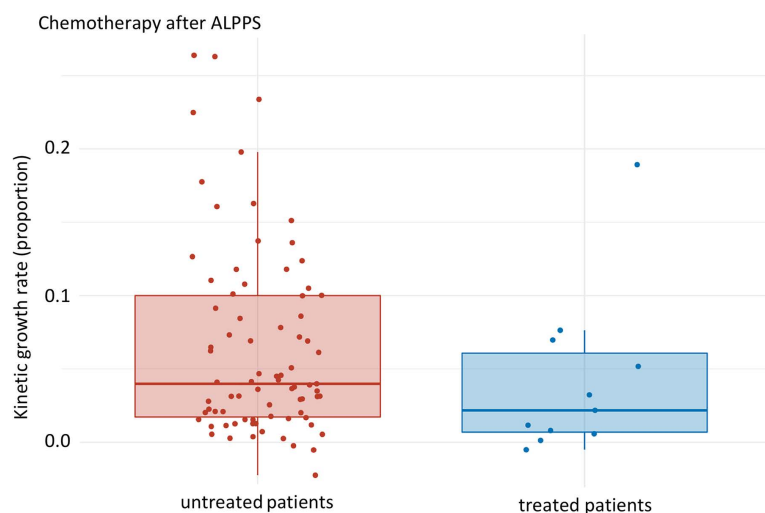 Chemotherapy after ALPPS
Kinetic growth rate (proportion)
0.2
0.1
0.0
untreated patients
treated patients